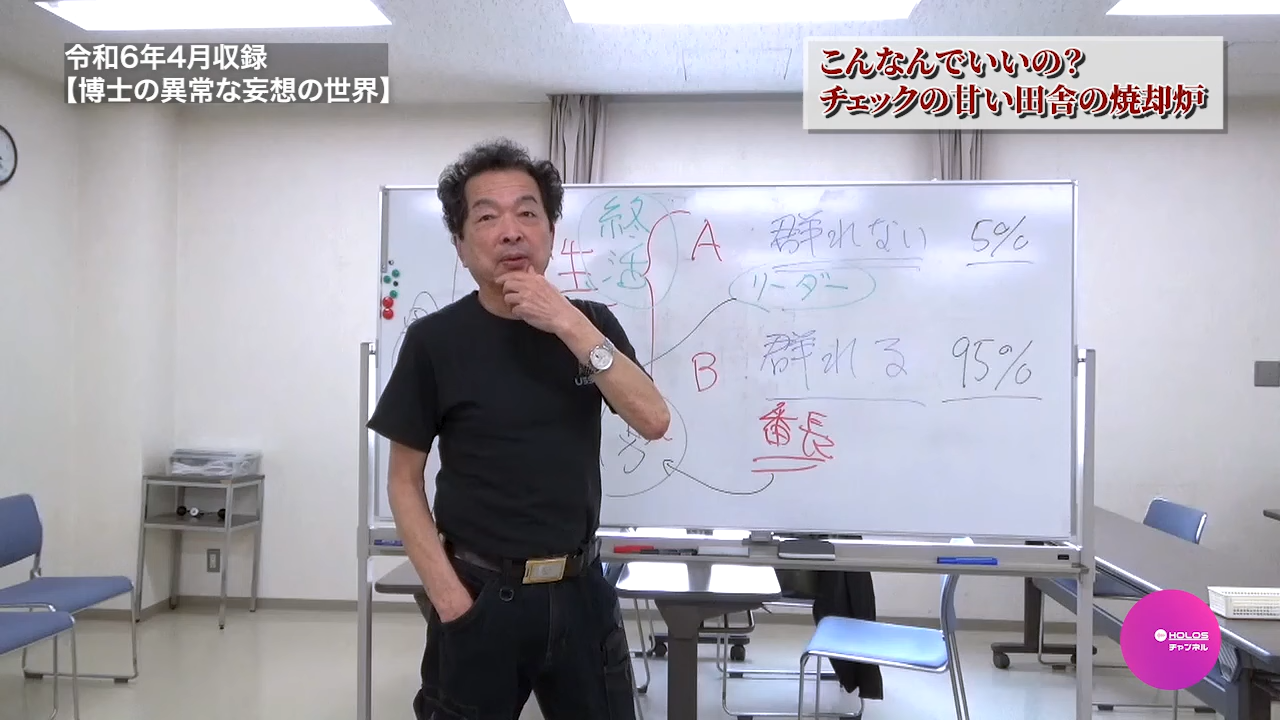 令和6年4月収録
【博士の異常な妄想の世界】
こんなんでいいの?
チェックの甘い田舎の焼却炉
終
生活
A 群れない 5%
リーダー
B 群れる 95%
番長
HOLOS
チャンネル